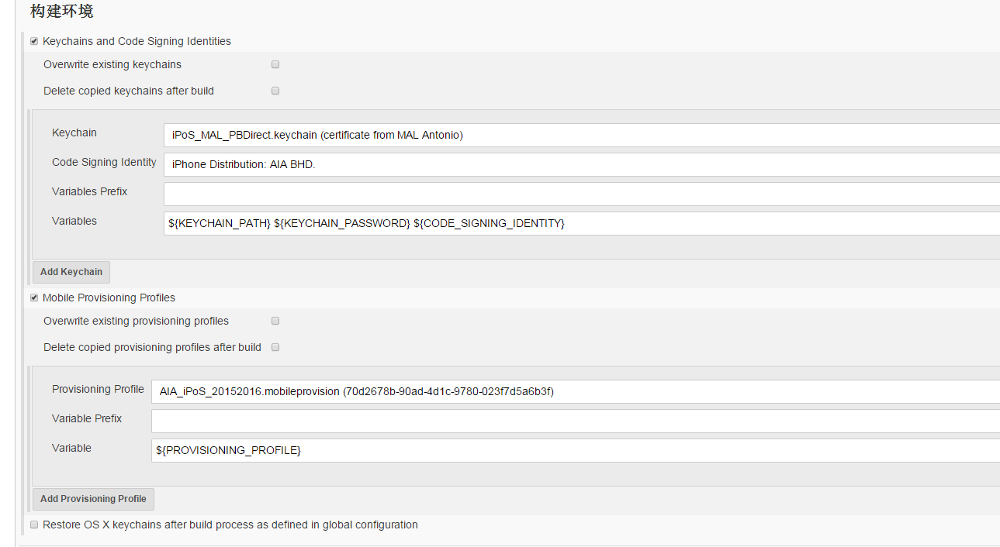 构建环境
Keychains and Code Signing Identities
Overwrite existing keychains
Delete copied keychains after build
Keychain
iPoS_MAL_PBDirect.keychain (certificate from MAL Antonio)
Code Signing Identity
iPhone Distribution: AIA BHD.
Variables Prefix
Variables
${KEYCHAIN_PATH} ${KEYCHAIN_PASSWORD} ${CODE_SIGNING_IDENTITY}
Add Keychain
Mobile Provisioning Profiles
Overwrite existing provisioning profiles
Delete copied provisioning profiles after build
Provisioning Profile
AIA_iPoS_20152016.mobileprovision (70d2678b-90ad-4d1c-9780-023f7d5a6b3f)
Variable Prefix
Variable
${PROVISIONING_PROFILE}
Add Provisioning Profile
Restore OS X keychains after build process as defined in global configuration